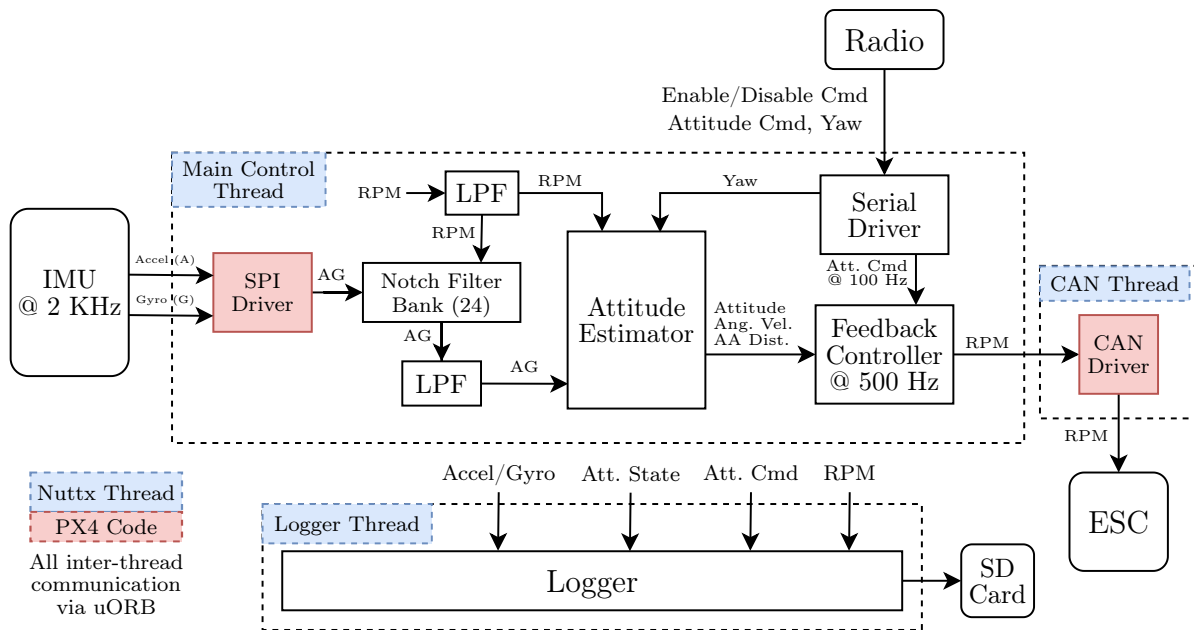 Radio
Enable/Disable Cmd
Attitude Cmd, Yaw
Main Control
Thread
RPM
LPF
RPM
Yaw
Serial
Driver
RPM
IMU
@ 2 KHz
Accel (A)
Gyro (G)
SPI
Driver
AG
Notch Filter
Bank (24)
AG
LPF
AG
Attitude
Estimator
Attitude
Ang. Vel.
AA Dist.
Att. Cmd
@ 100 Hz
Feedback
Controller
@ 500 Hz
RPM
CAN Thread
CAN
Driver
RPM
ESC
Nuttx Thread
PX4 Code
All inter-thread
communication
via uORB
Accel/Gyro
Att. State
Att. Cmd
RPM
Logger Thread
Logger
SD
Card